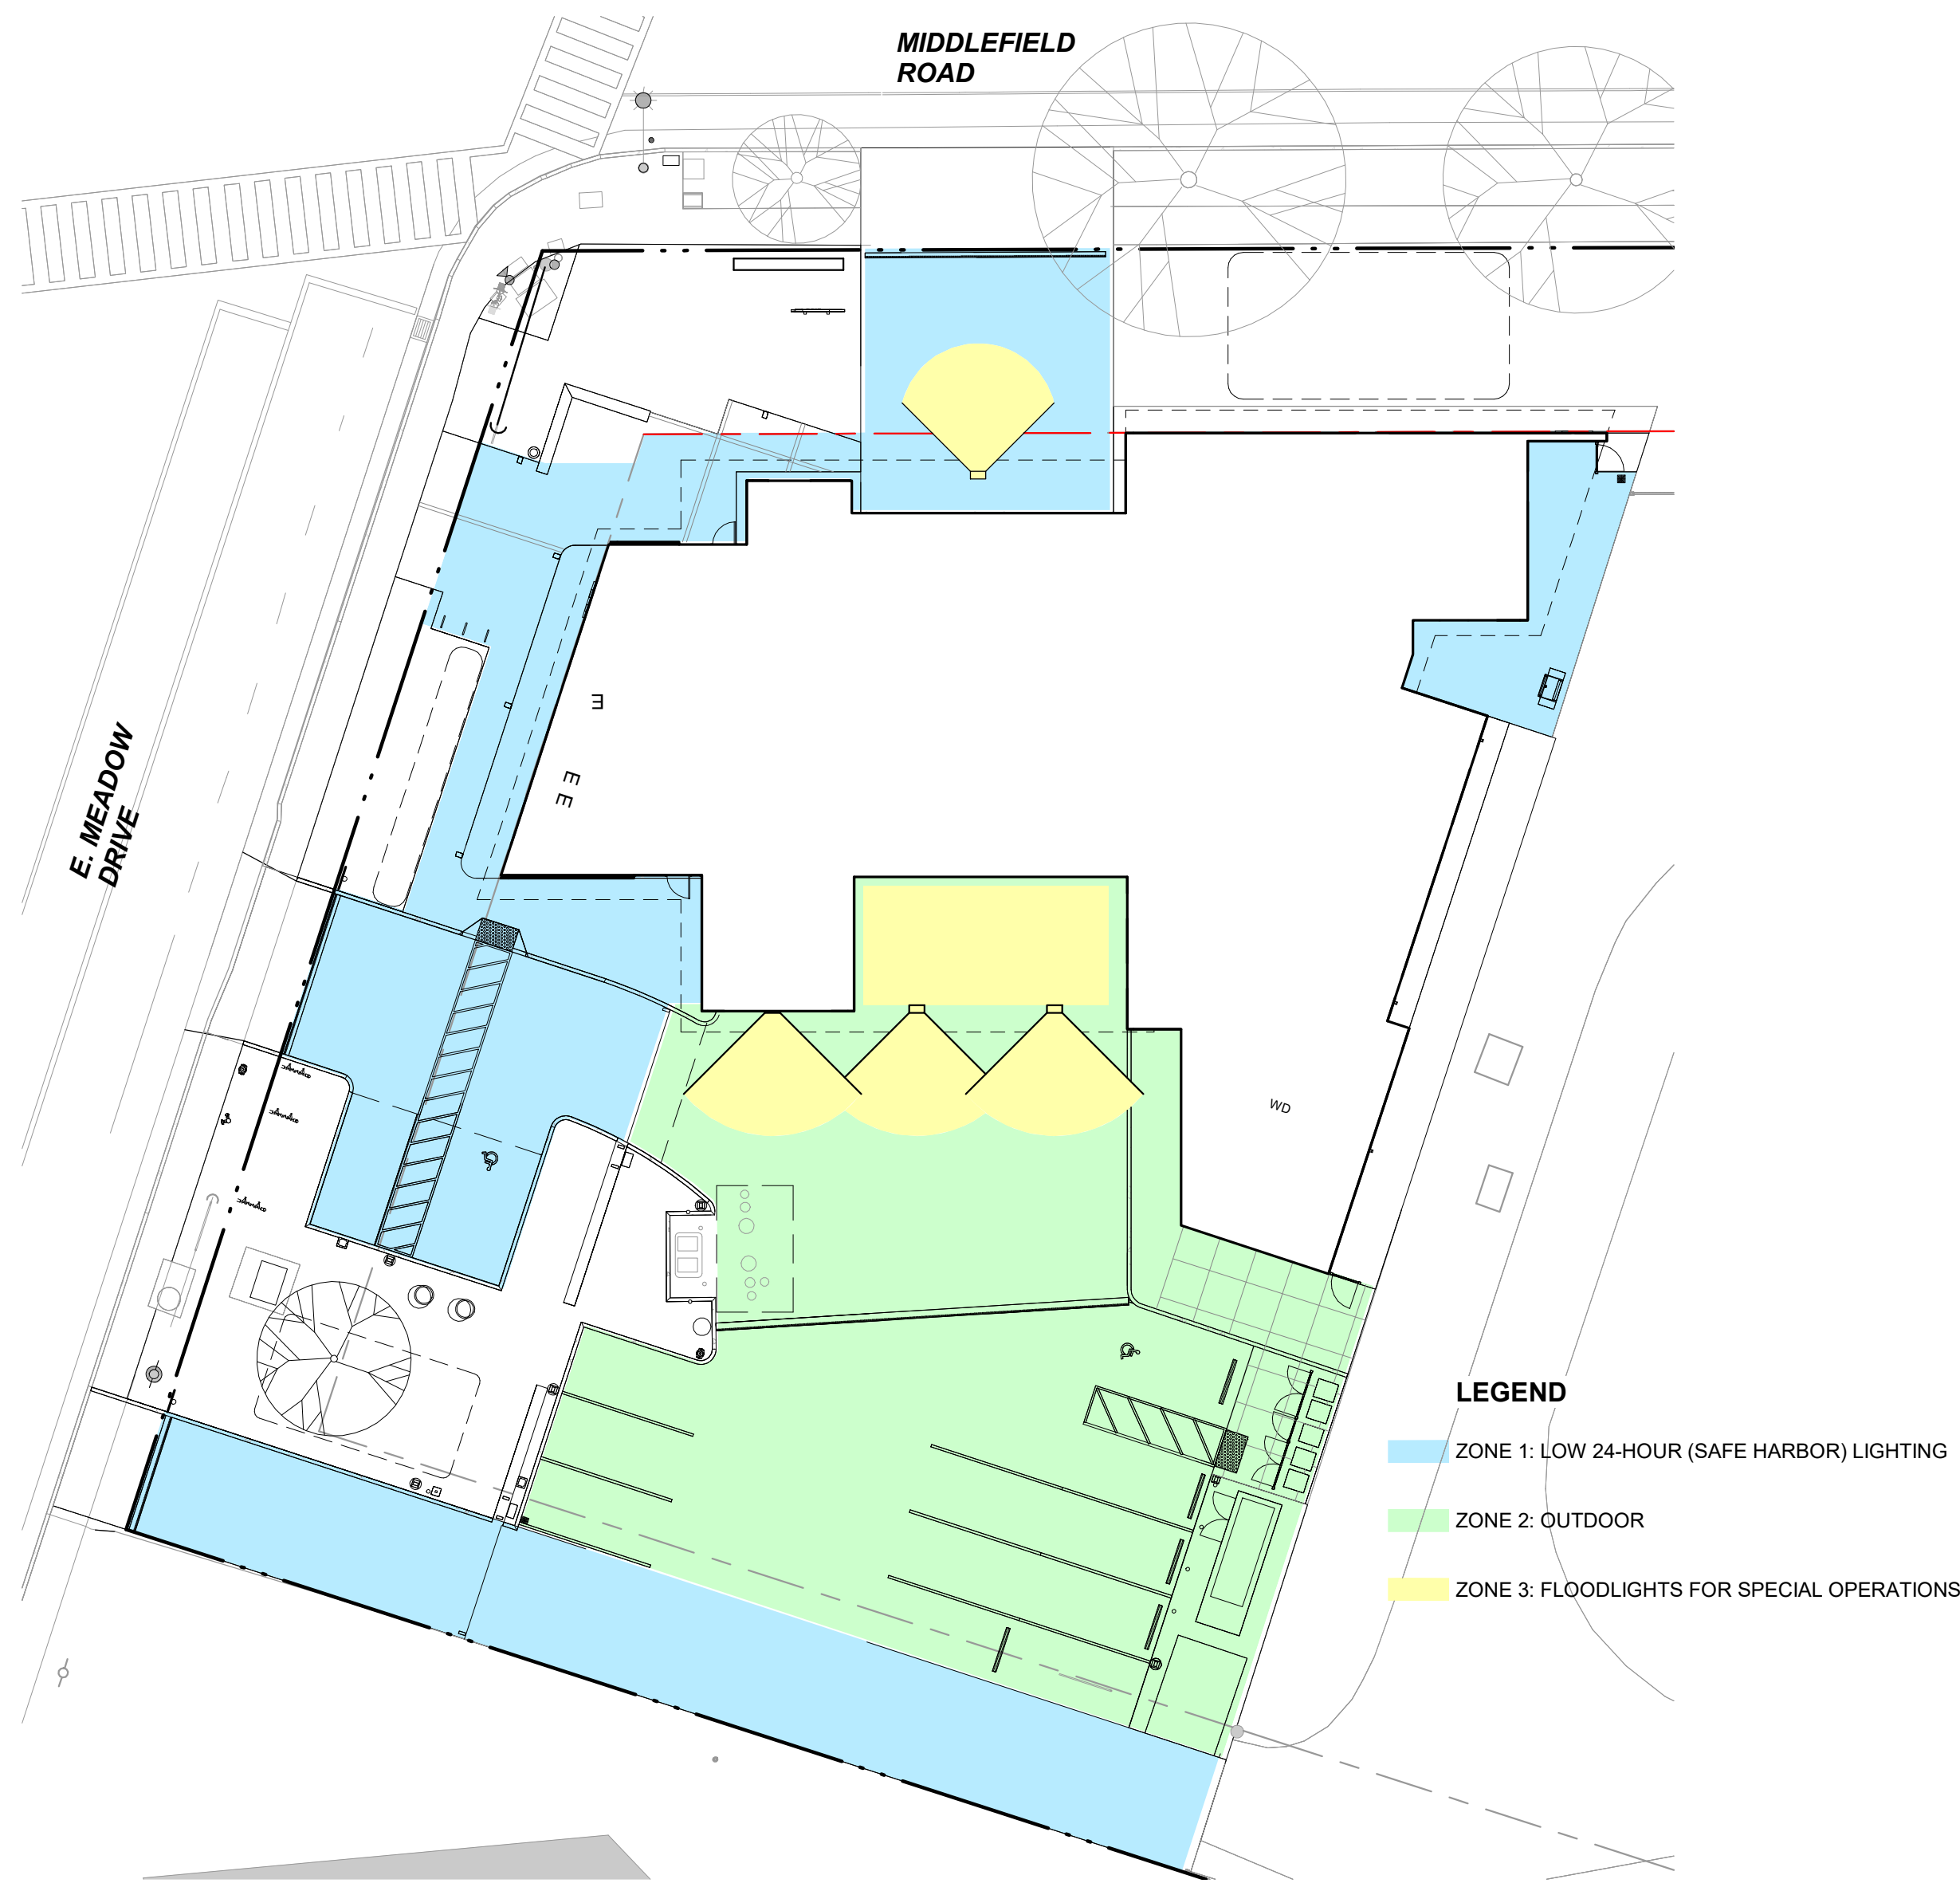 MIDDLEFIELD
ROAD
E. MEADOW
DRIVE
E
E
E
WD
LEGEND
ZONE 1: LOW 24-HOUR (SAFE HARBOR) LIGHTING
ZONE 2: OUTDOOR
ZONE 3: FLOODLIGHTS FOR SPECIAL OPERATIONS